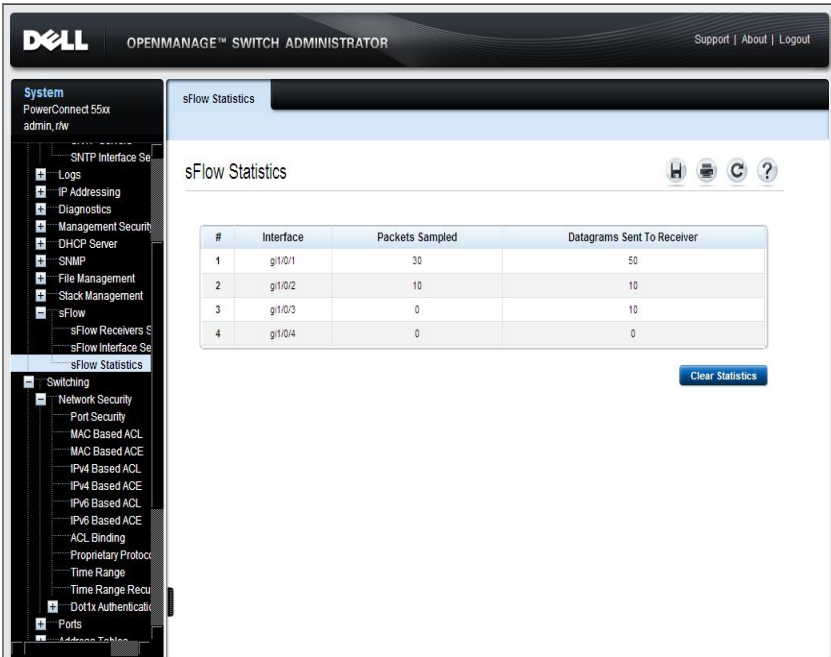 DELL OPENMANAGE™ SWITCH ADMINISTRATOR
Support | About | Logout
System
PowerConnect 55xx
admin, r/w
SNTP Interface Se
Logs
IP Addressing
Diagnostics
Management Securit
DHCP Server
SNMP
File Management
Stack Management
sFlow
sFlow Receivers S
sFlow Interface Se
sFlow Statistics
Switching
Network Security
Port Security
MAC Based ACL
MAC Based ACE
IPv4 Based ACL
IPv4 Based ACE
IPv6 Based ACL
IPv6 Based ACE
ACL Binding
Proprietary Protoco
Time Range
Time Range Recu
Dot1x Authenticatio
Ports
Address Tables
sFlow Statistics
sFlow Statistics
?
# Interface Packets Sampled Datagrams Sent To Receiver
1 gi1/0/1 30 50
2 gi1/0/2 10 10
3 gi1/0/3 0 10
4 gi1/0/4 0 0
Clear Statistics